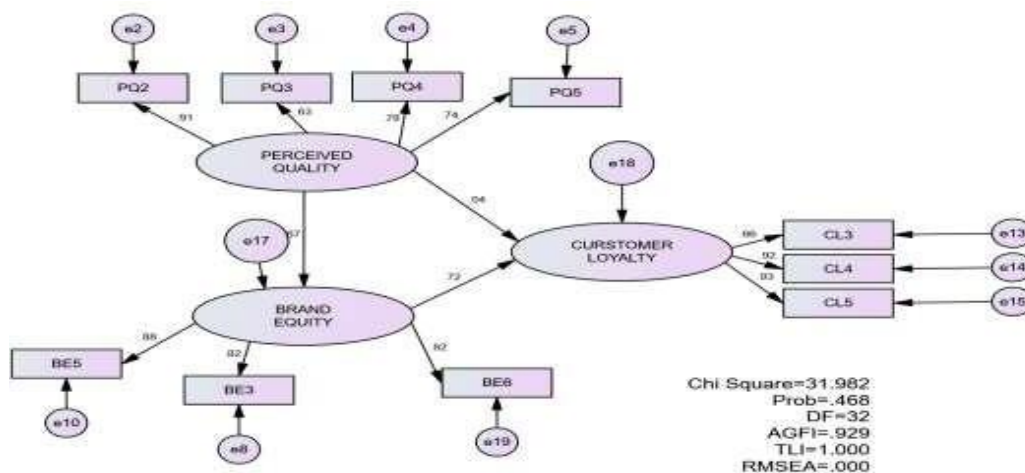 e2
e3
e4
e5
PQ2
PQ3
PQ4
PQ5
91
63
79
74
PERCEIVED
QUALITY
e18
04
e17
67
CURSTOMER
LOYALTY
CL3
e13
CL4
92
e14
CL5
93
e15
72
BRAND
EQUITY
88
82
82
BE5
BE3
BE6
e10
e8
e19
Chi Square=31.982
Prob=.468
DF=32
AGFI=.929
TLI=1.000
RMSEA=.000